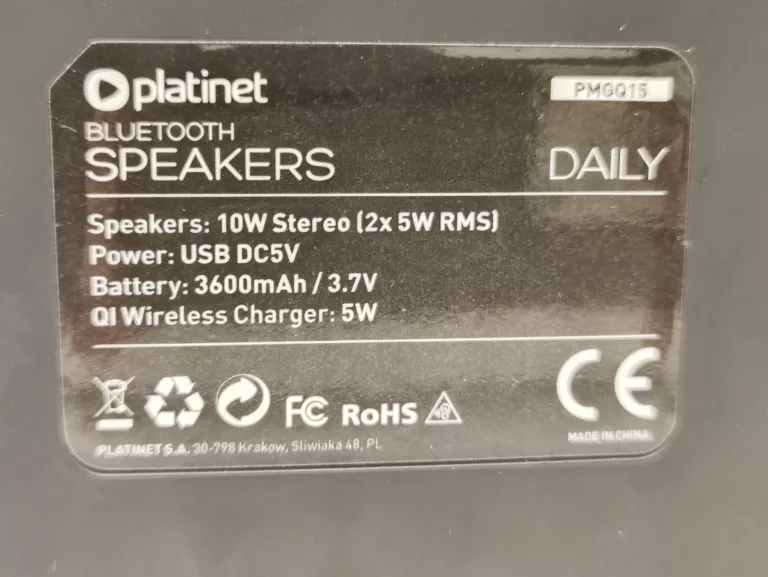 platinet
PMGQ15
BLUETOOTH
SPEAKERS
DAILY
Speakers: 10W Stereo (2x 5W RMS)
Power: USB DC5V
Battery: 3600mAh / 3.7V
QI Wireless Charger: 5W
FC RoHS CE
PLATINET S.A. 30-798 Krakow, Sliwiaka 48, PL
MADE IN CHINA